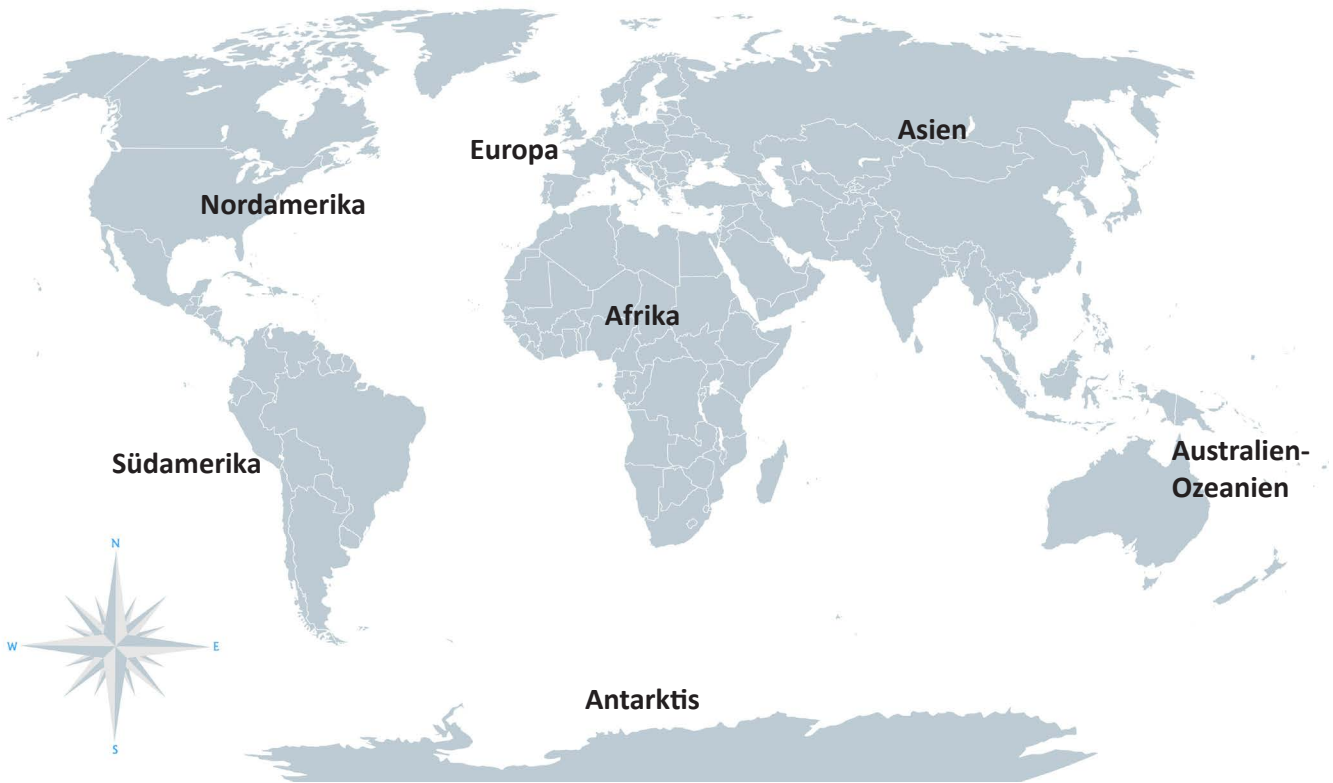 Asien
Europa
Nordamerika
Afrika
Australien-
Ozeanien
Südamerika
N
W
E
S
Antarktis